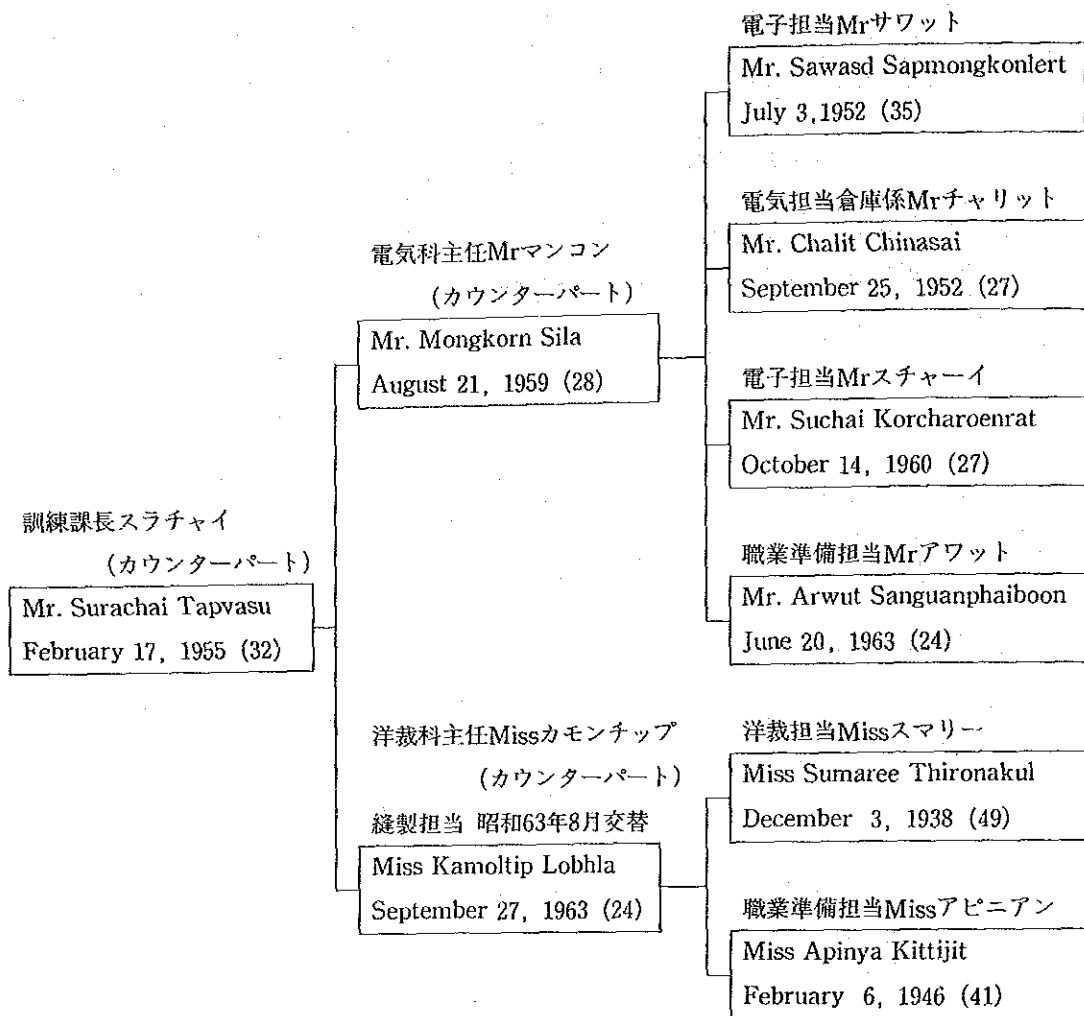 訓練課長スラチャイ
(カウンターパート)
Mr. Surachai Tapvasu
February 17, 1955 (32)
電気科主任Mrマンコン
(カウンターパート)
Mr. Mongkorn Sila
August 21, 1959 (28)
電子担当Mrサワット
Mr. Sawasd Sapmongkonlert
July 3,1952 (35)
電気担当倉庫係Mrチャリット
Mr. Chalit Chinasai
September 25, 1952 (27)
電子担当Mrスチャーイ
Mr. Suchai Korcharoenrat
October 14, 1960 (27)
職業準備担当Mrアワット
Mr. Arwut Sanguanphaiboon
June 20, 1963 (24)
洋裁科主任Missカモンチップ
(カウンターパート)
縫製担当 昭和63年8月交替
Miss Kamoltip Lobhla
September 27, 1963 (24)
洋裁担当Missスマリー
Miss Sumaree Thironakul
December 3, 1938 (49)
職業準備担当Missアピニアン
Miss Apinya Kittijit
February 6, 1946 (41)